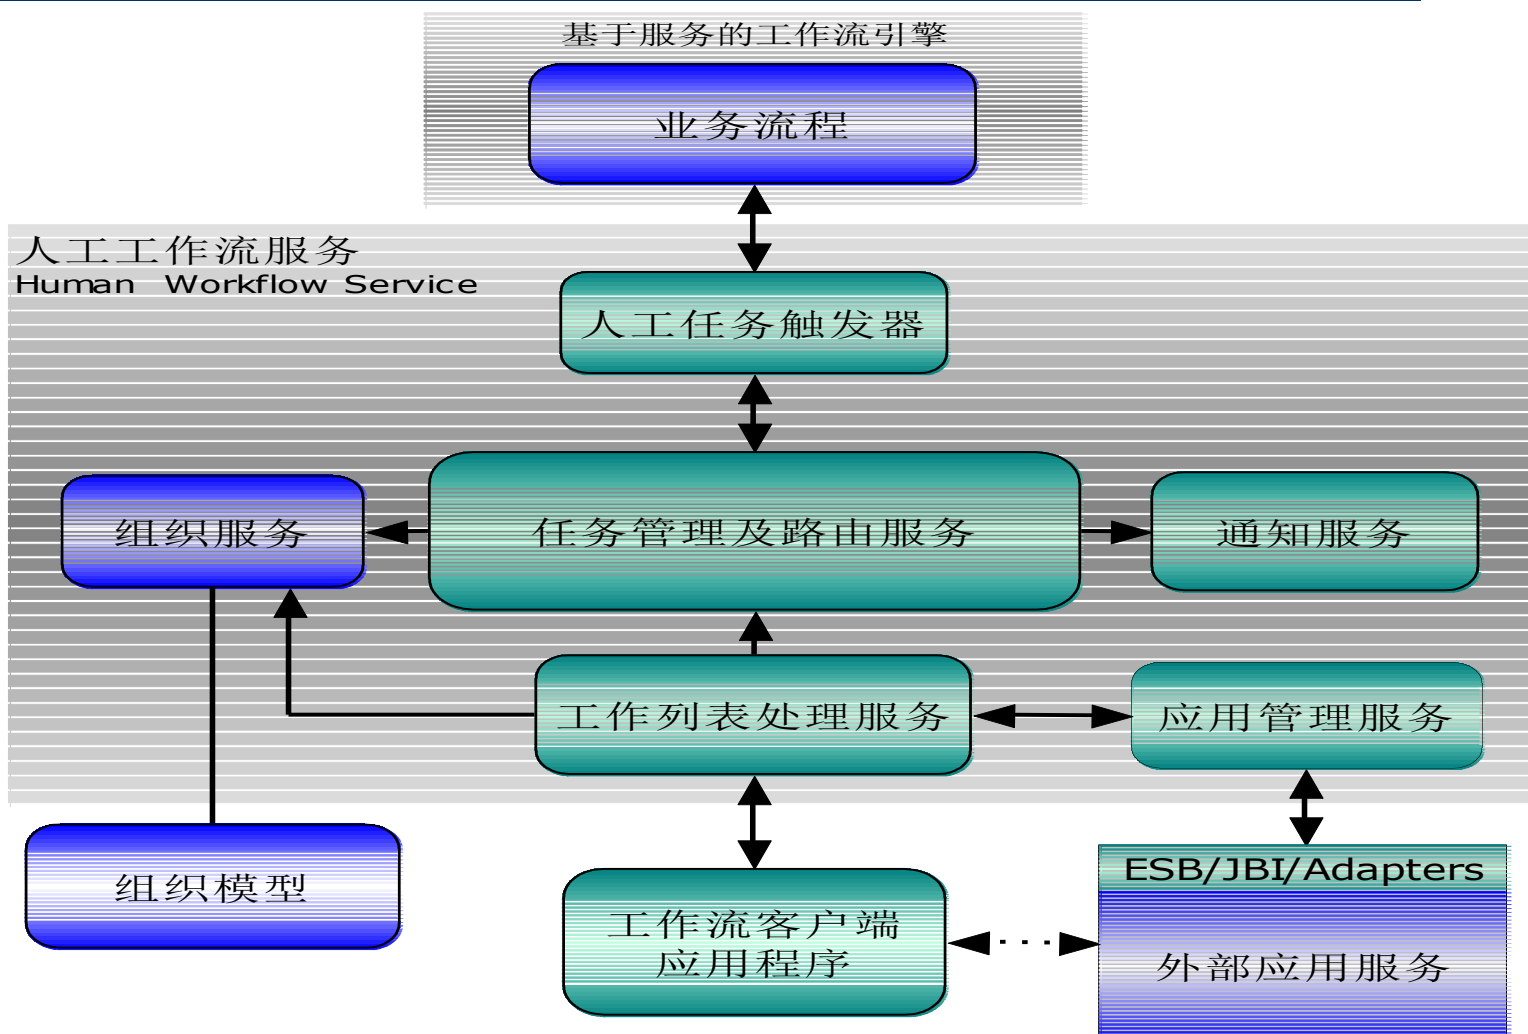 基于服务的工作流引擎
业务流程
人工工作流服务
Human Workflow Service
人工任务触发器
组织服务
任务管理及路由服务
通知服务
工作列表处理服务
应用管理服务
组织模型
工作流客户端
应用程序
ESB/JBI/Adapters
外部应用服务